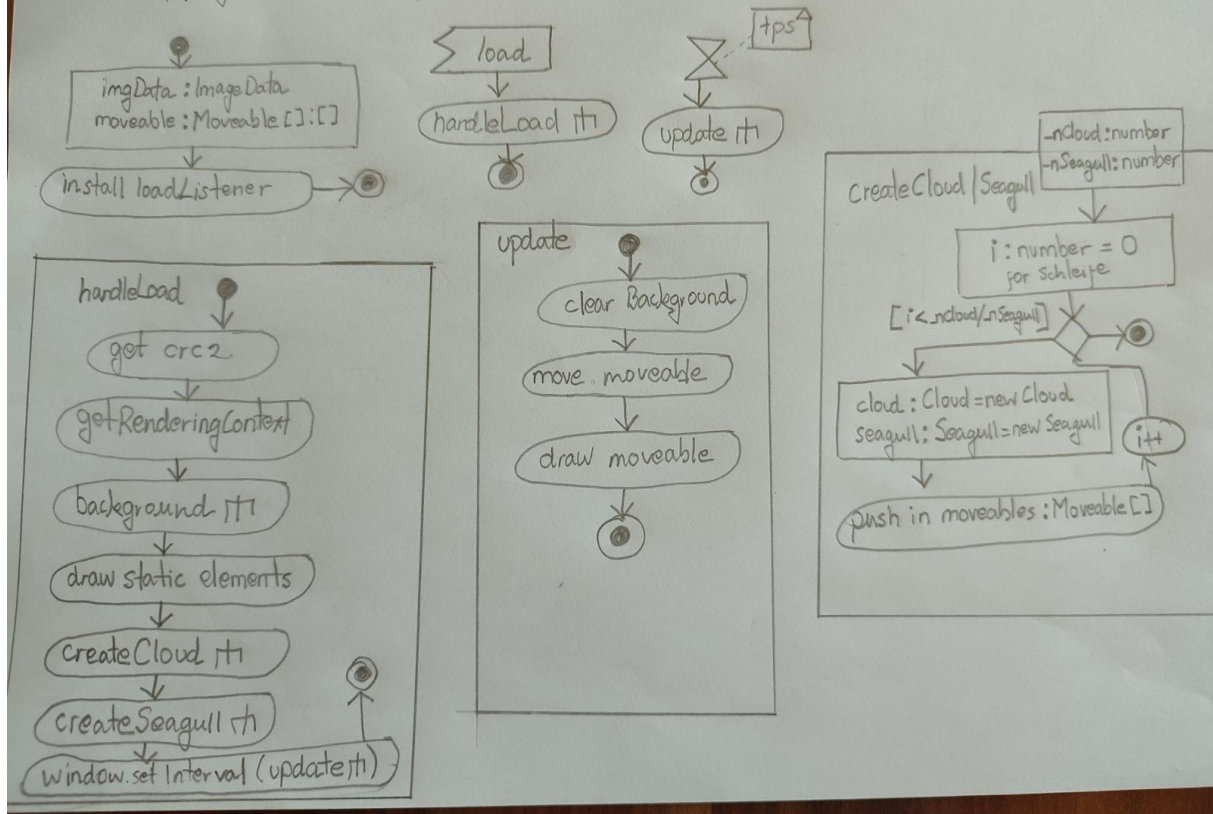 imgData : ImageData
moveable : Moveable [] : []
install loadListener
load
handleLoad
tps
update
handleLoad
get crc2
getRenderingContext
background
draw static elements
createCloud
createSeagull
window.set Interval (update)
update
clear Background
move moveable
draw moveable
_nCloud : number
_nSeagull : number
createCloud / Seagull
i : number = 0
for schleife
[i < _ncloud/_nSeagull]
cloud : Cloud = new Cloud
seagull : Seagull = new Seagull
i++
push in moveables : Moveable []